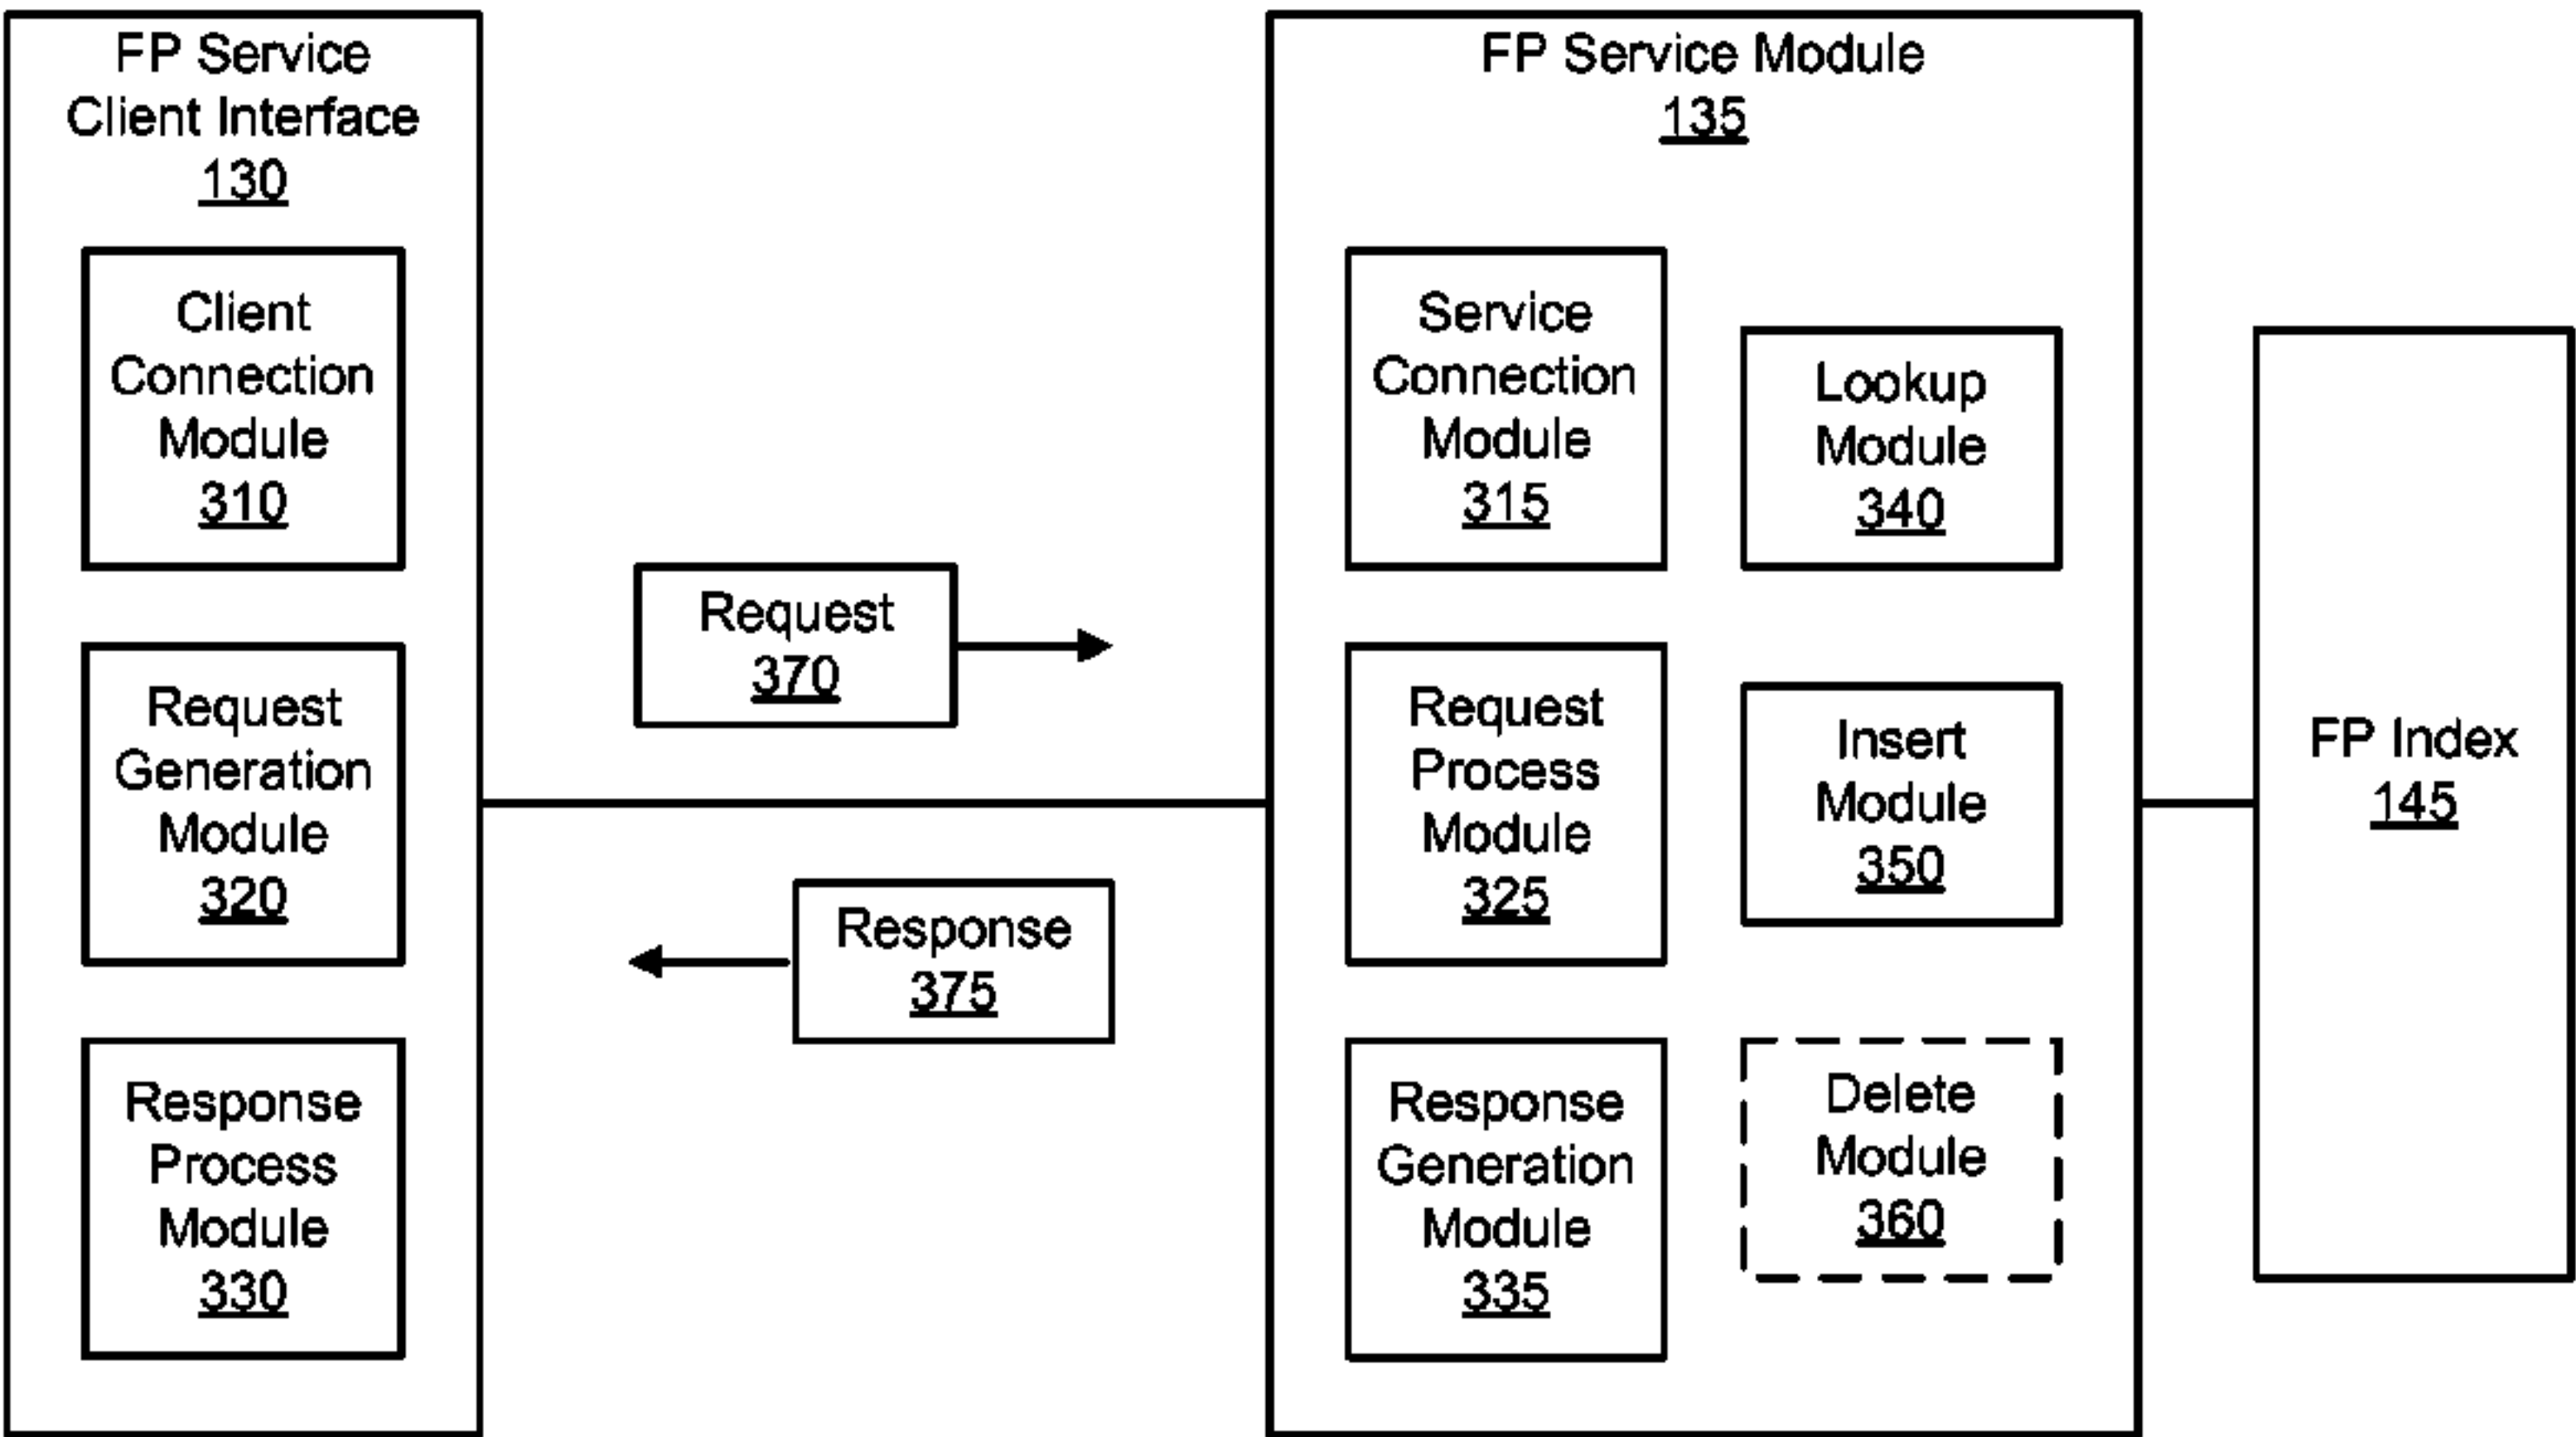 FP Service
Client Interface
130
Client
Connection
Module
310
Request
Generation
Module
320
Response
Process
Module
330
Request
370
Response
375
FP Service Module
135
Service
Connection
Module
315
Request
Process
Module
325
Response
Generation
Module
335
Lookup
Module
340
Insert
Module
350
Delete
Module
360
FP Index
145